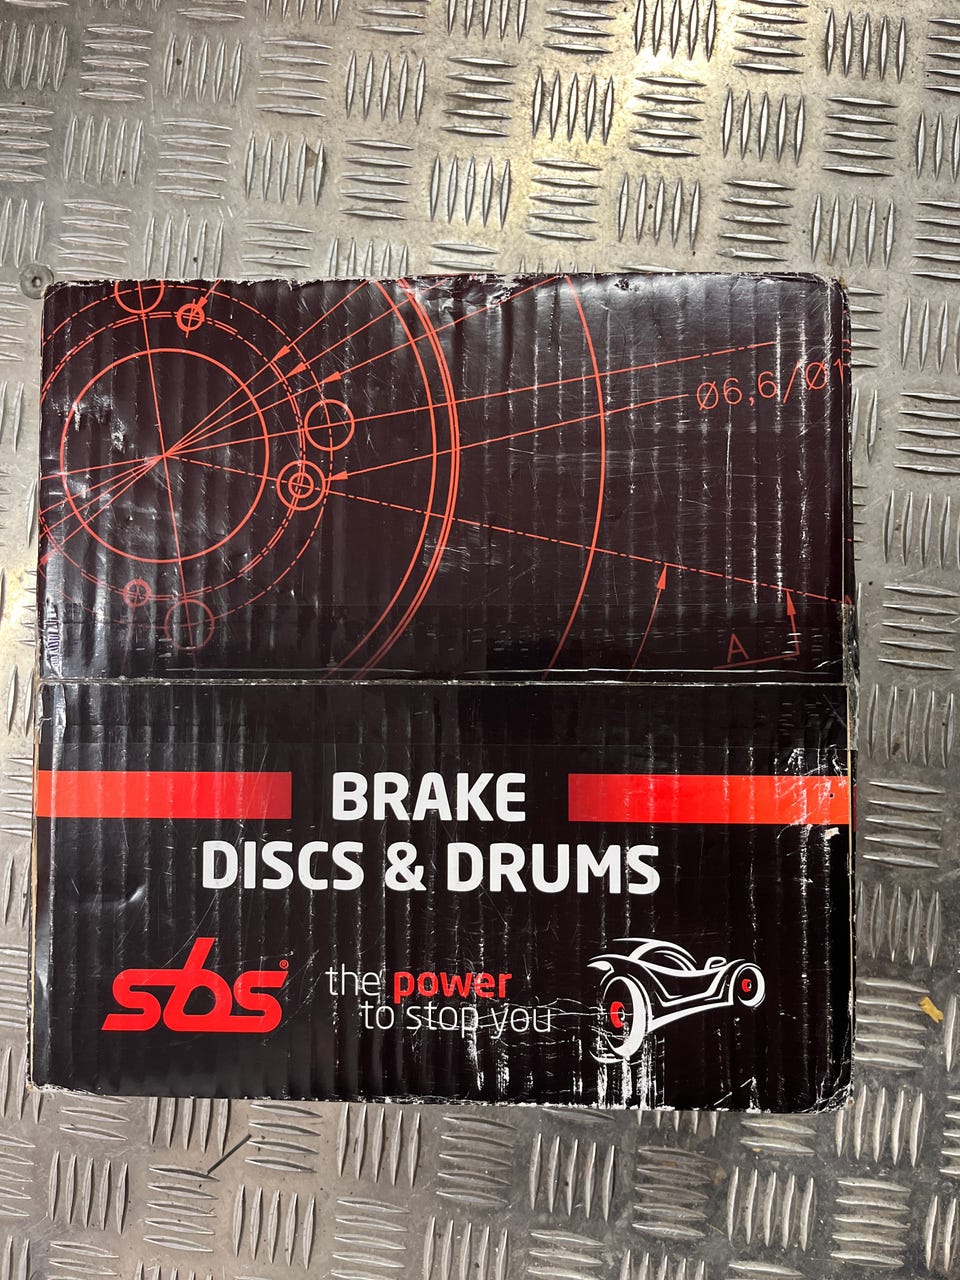 Ø6,6/Ø1
A
BRAKE
DISCS & DRUMS
sbs®
the power
to stop you